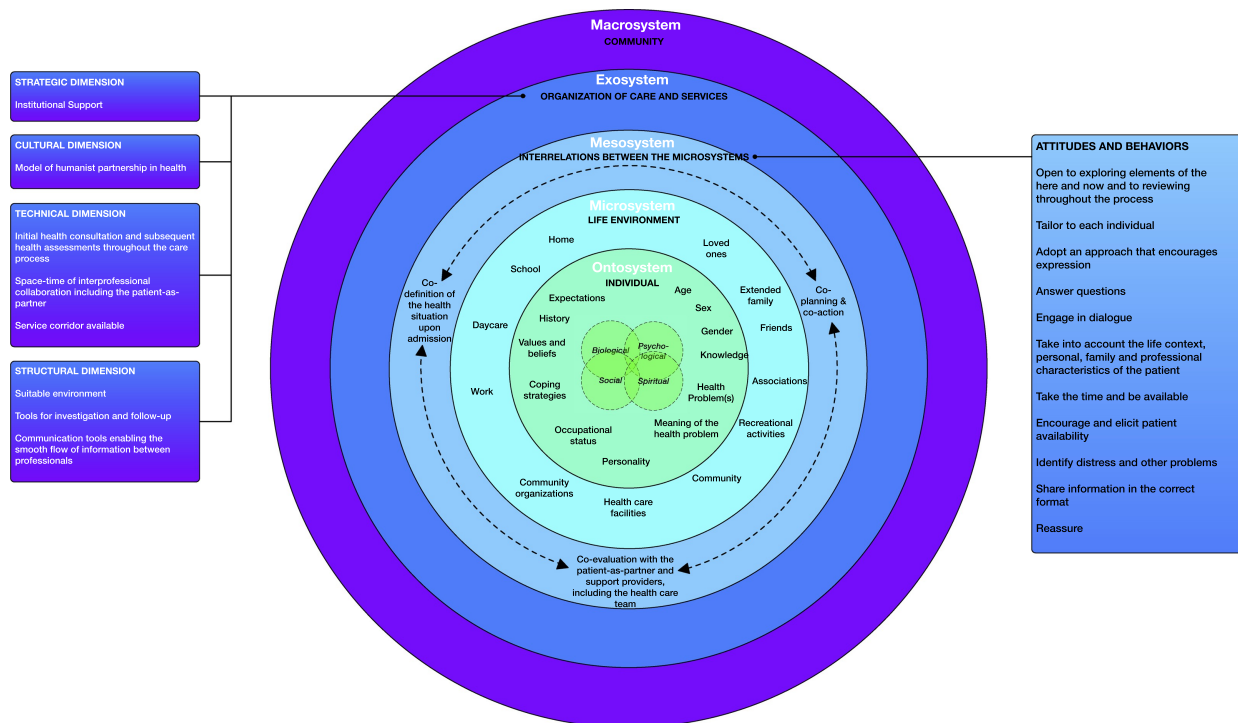 Macrosystem
COMMUNITY
Exosystem
ORGANIZATION OF CARE AND SERVICES
Mesosystem
INTERRELATIONS BETWEEN THE MICROSYSTEMS
Microsystem
LIFE ENVIRONMENT
Ontosystem
INDIVIDUAL
STRATEGIC DIMENSION
Institutional Support
CULTURAL DIMENSION
Model of humanist partnership in health
TECHNICAL DIMENSION
Initial health consultation and subsequent
health assessments throughout the care
process
Space-time of interprofessional
collaboration including the patient-as-
partner
Service corridor available
STRUCTURAL DIMENSION
Suitable environment
Tools for investigation and follow-up
Communication tools enabling the
smooth flow of information between
professionals
Co-
definition of
the health
situation
upon
admission
Co-
planning &
co-action
Co-evaluation with the
patient-as-partner and
support providers,
including the health care
team
Home
School
Daycare
Work
Community
organizations
Health care
facilities
Community
Recreational
activities
Associations
Friends
Extended
family
Loved
ones
Expectations
History
Values and
beliefs
Coping
strategies
Occupational
status
Personality
Meaning of the
health problem
Health
Problem(s)
Knowledge
Gender
Sex
Age
Biological
Psycho-
logical
Social
Spiritual
ATTITUDES AND BEHAVIORS
Open to exploring elements of the
here and now and to reviewing
throughout the process
Tailor to each individual
Adopt an approach that encourages
expression
Answer questions
Engage in dialogue
Take into account the life context,
personal, family and professional
characteristics of the patient
Take the time and be available
Encourage and elicit patient
availability
Identify distress and other problems
Share information in the correct
format
Reassure